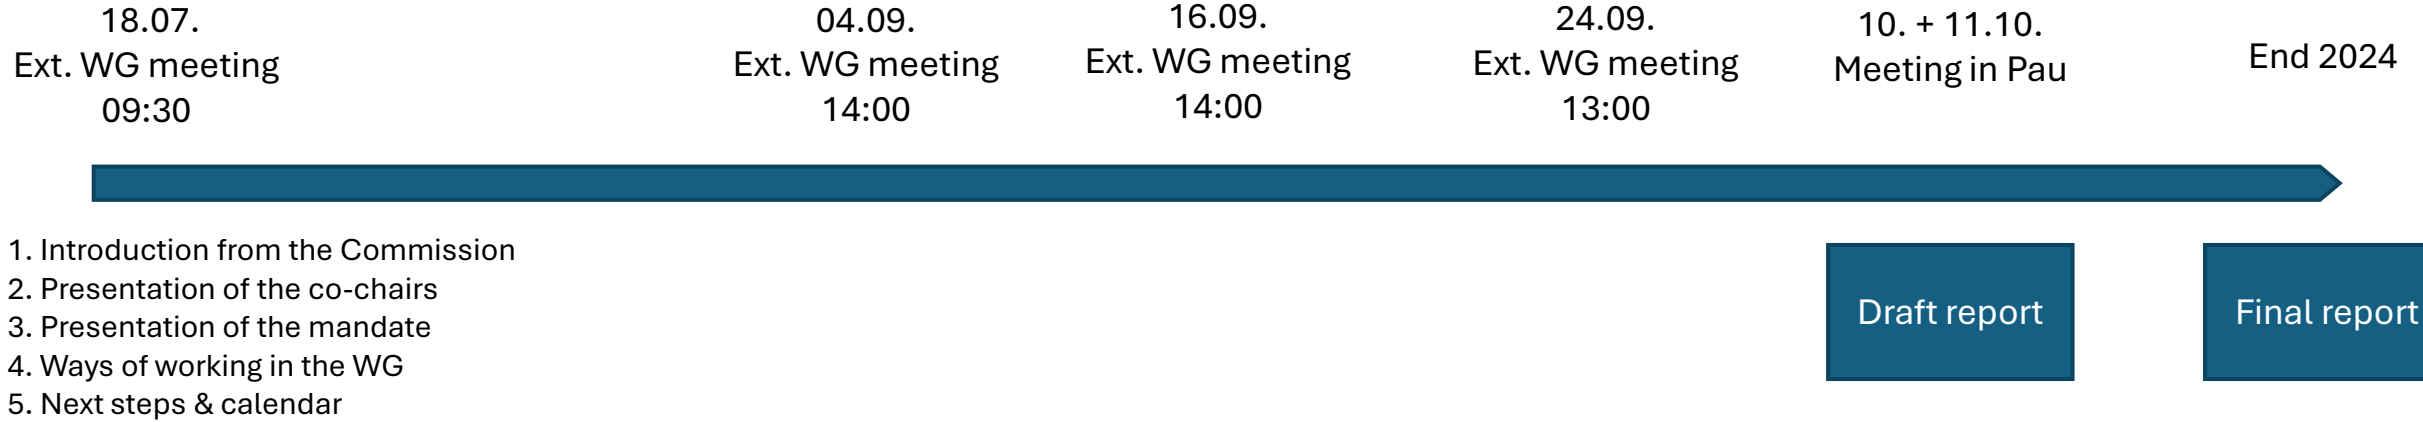 18.07.
Ext. WG meeting
09:30
04.09.
Ext. WG meeting
14:00
16.09.
Ext. WG meeting
14:00
24.09.
Ext. WG meeting
13:00
10. + 11.10.
Meeting in Pau
End 2024
1. Introduction from the Commission
2. Presentation of the co-chairs
3. Presentation of the mandate
4. Ways of working in the WG
5. Next steps & calendar
Draft report
Final report